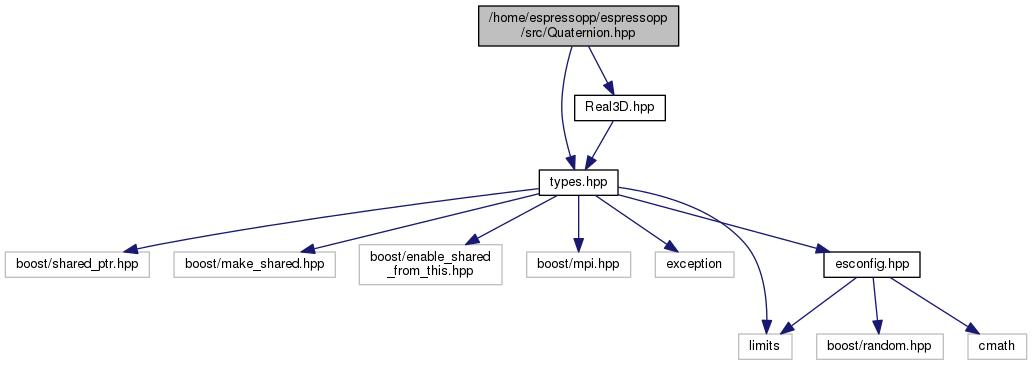 /home/espressopp/espressopp
/src/Quaternion.hpp
Real3D.hpp
types.hpp
boost/shared_ptr.hpp
boost/make_shared.hpp
boost/enable_shared
_from_this.hpp
boost/mpi.hpp
exception
esconfig.hpp
limits
boost/random.hpp
cmath